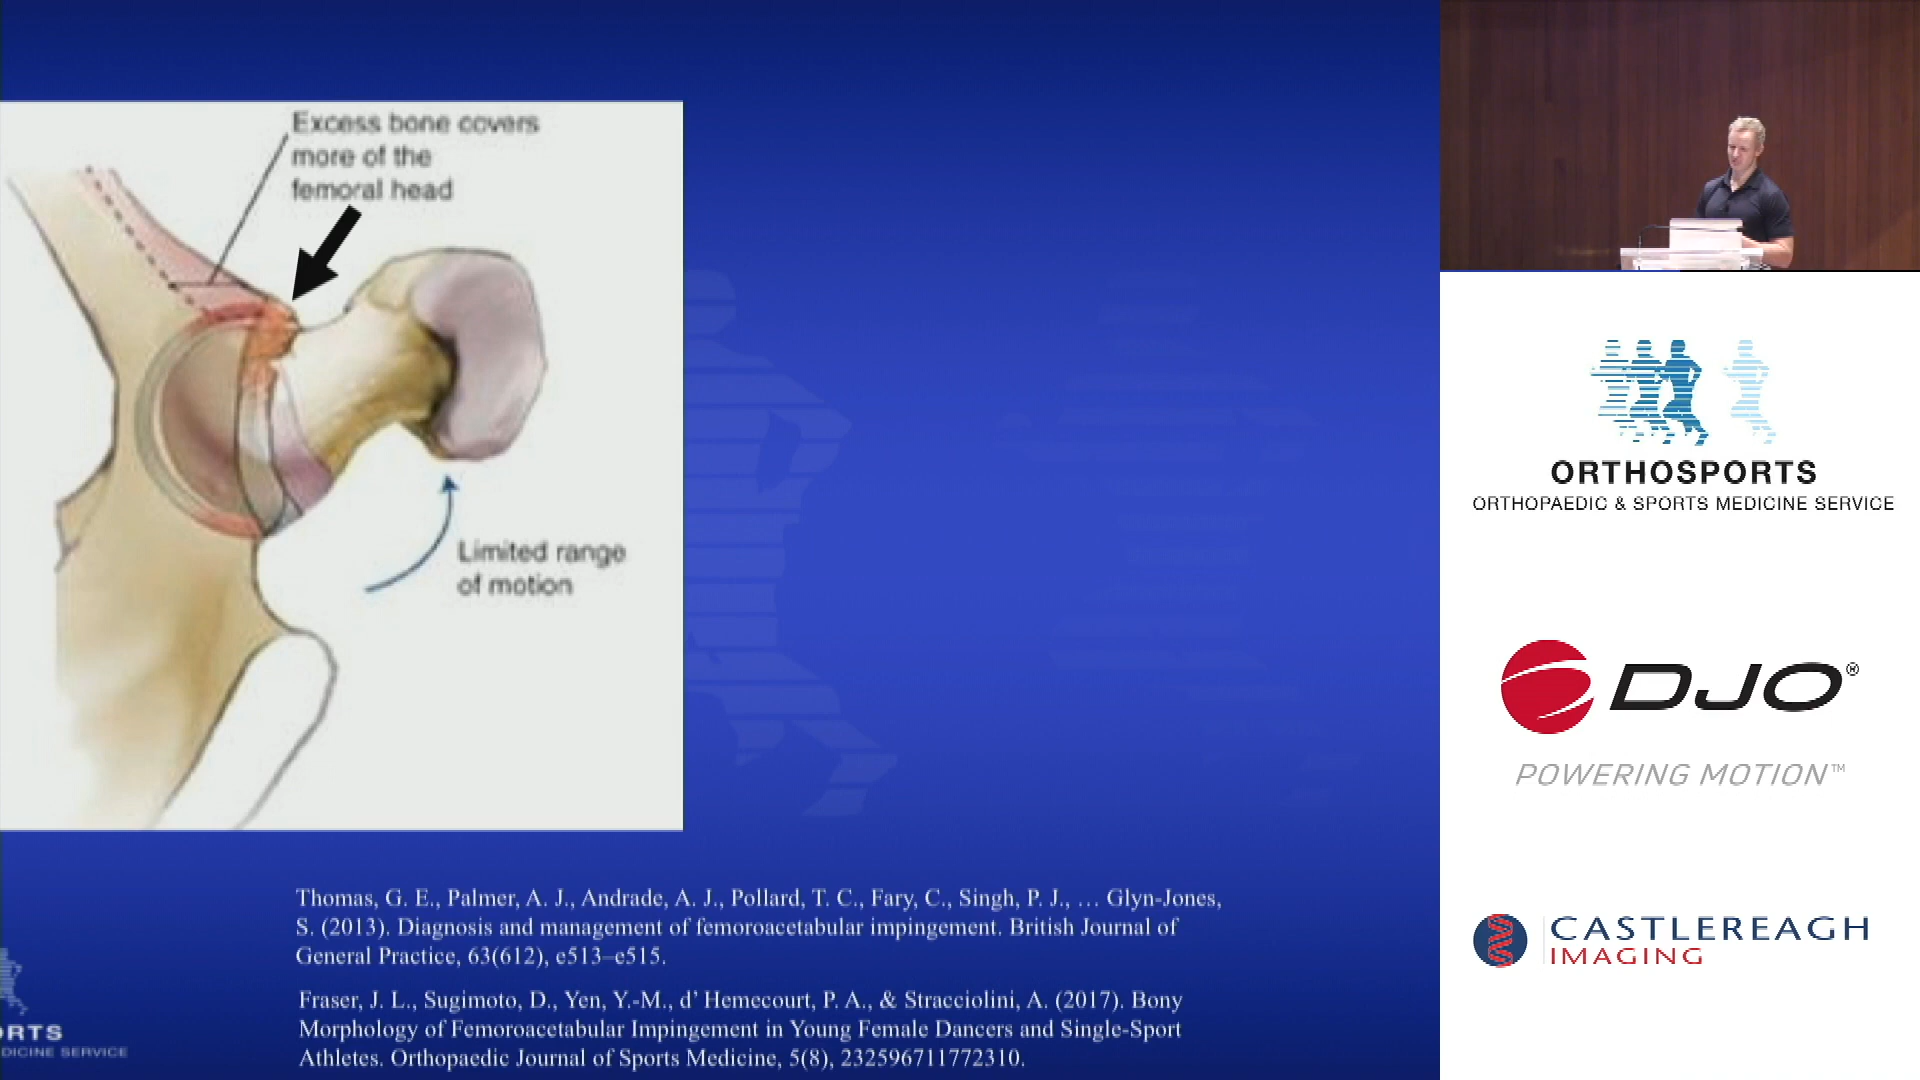 Excess bone covers
more of the
femoral head
Limited range
of motion
Thomas, G. E., Palmer, A. J., Andrade, A. J., Pollard, T. C., Fary, C., Singh, P. J., … Glyn-Jones,
S. (2013). Diagnosis and management of femoroacetabular impingement. British Journal of
General Practice, 63(612), e513–e515.
Fraser, J. L., Sugimoto, D., Yen, Y.-M., d’ Hemecourt, P. A., & Stracciolini, A. (2017). Bony
Morphology of Femoroacetabular Impingement in Young Female Dancers and Single-Sport
Athletes. Orthopaedic Journal of Sports Medicine, 5(8), 232596711772310.
ORTS
DICINE SERVICE
ORTHOSPORTS
ORTHOPAEDIC & SPORTS MEDICINE SERVICE
DJO®
POWERING MOTION™
CASTLEREAGH
IMAGING